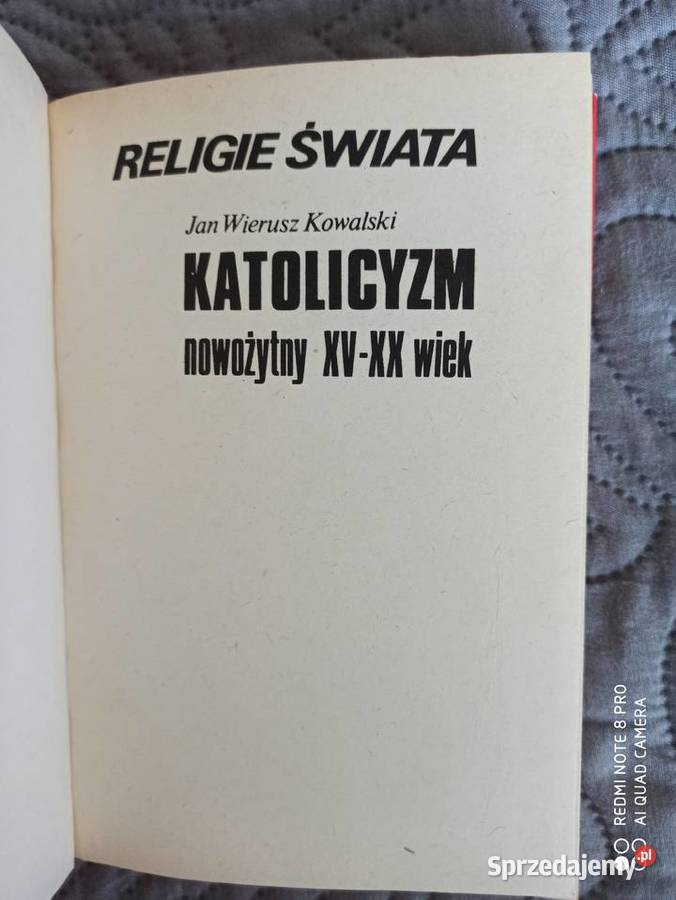 RELIGIE ŚWIATA
Jan Wierusz Kowalski
KATOLICYZM
nowożytny XV-XX wiek
REDMI NOTE 8 PRO
AI QUAD CAMERA
Sprzedajemy.pl